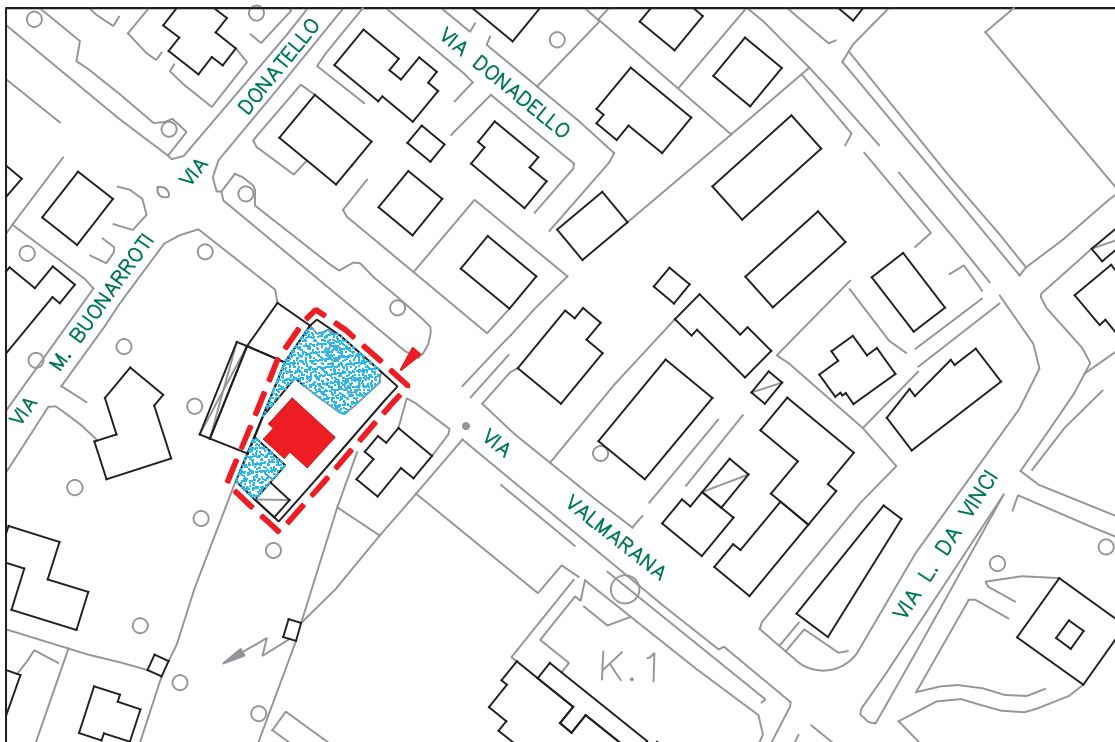 VIA DONATELLO
VIA DONADELLO
VIA M. BUONARROTI
VIA VALMARANA
VIA L. DA VINCI
K.1